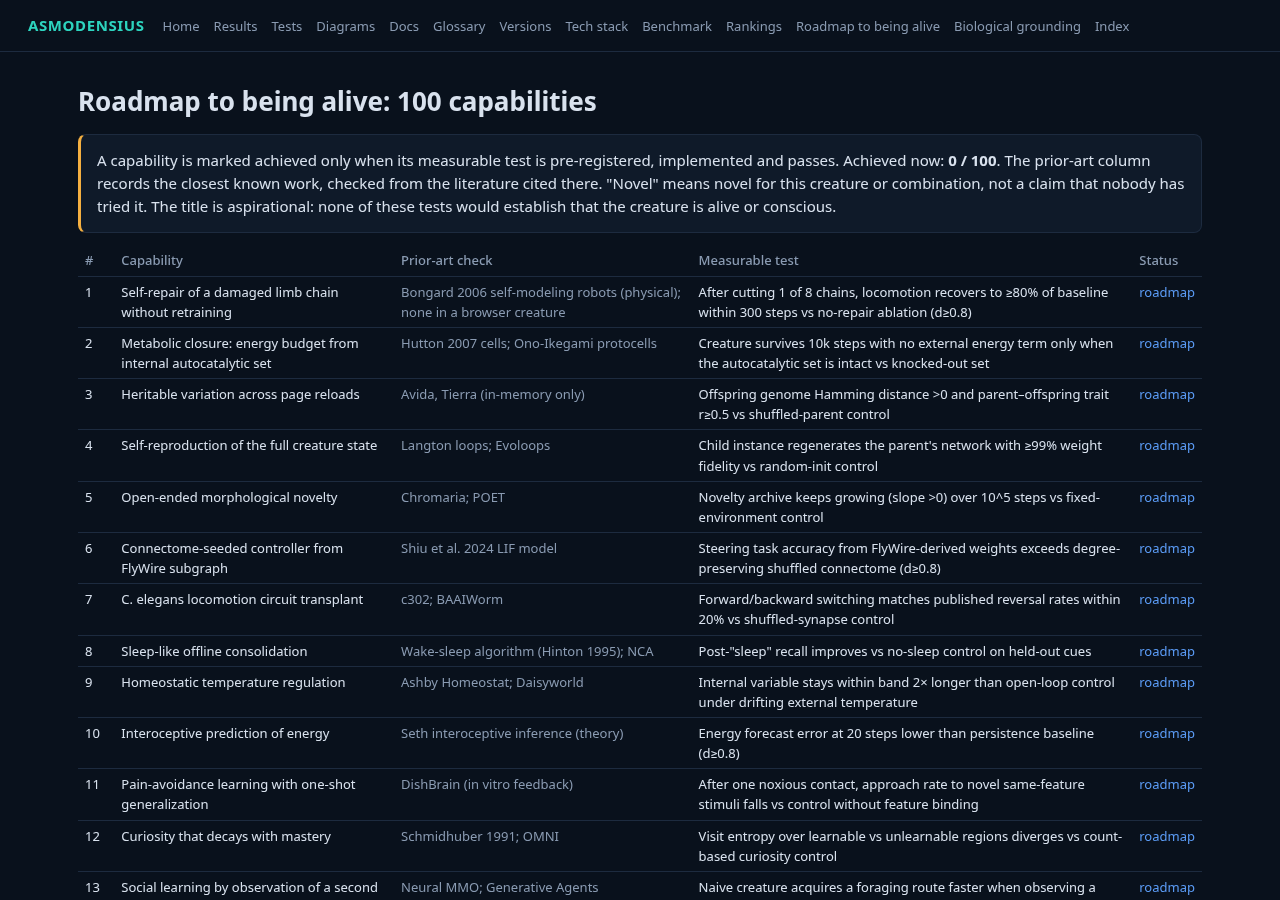 ASMODENSIUS Home Results Tests Diagrams Docs Glossary Versions Tech stack Benchmark Rankings Roadmap to being alive Biological grounding Index
Roadmap to being alive: 100 capabilities
A capability is marked achieved only when its measurable test is pre-registered, implemented and passes. Achieved now: 0 / 100. The prior-art column
records the closest known work, checked from the literature cited there. "Novel" means novel for this creature or combination, not a claim that nobody has
tried it. The title is aspirational: none of these tests would establish that the creature is alive or conscious.
# Capability Prior-art check Measurable test Status
1 Self-repair of a damaged limb chain Bongard 2006 self-modeling robots (physical); After cutting 1 of 8 chains, locomotion recovers to ≥80% of baseline roadmap
without retraining none in a browser creature within 300 steps vs no-repair ablation (d≥0.8)
2 Metabolic closure: energy budget from Hutton 2007 cells; Ono-Ikegami protocells Creature survives 10k steps with no external energy term only when roadmap
internal autocatalytic set the autocatalytic set is intact vs knocked-out set
3 Heritable variation across page reloads Avida, Tierra (in-memory only) Offspring genome Hamming distance >0 and parent–offspring trait roadmap
r≥0.5 vs shuffled-parent control
4 Self-reproduction of the full creature state Langton loops; Evoloops Child instance regenerates the parent's network with ≥99% weight roadmap
fidelity vs random-init control
5 Open-ended morphological novelty Chromaria; POET Novelty archive keeps growing (slope >0) over 10^5 steps vs fixed- roadmap
environment control
6 Connectome-seeded controller from Shiu et al. 2024 LIF model Steering task accuracy from FlyWire-derived weights exceeds degree- roadmap
FlyWire subgraph preserving shuffled connectome (d≥0.8)
7 C. elegans locomotion circuit transplant c302; BAAIWorm Forward/backward switching matches published reversal rates within roadmap
20% vs shuffled-synapse control
8 Sleep-like offline consolidation Wake-sleep algorithm (Hinton 1995); NCA Post-"sleep" recall improves vs no-sleep control on held-out cues roadmap
9 Homeostatic temperature regulation Ashby Homeostat; Daisyworld Internal variable stays within band 2× longer than open-loop control roadmap
under drifting external temperature
10 Interoceptive prediction of energy Seth interoceptive inference (theory) Energy forecast error at 20 steps lower than persistence baseline roadmap
(d≥0.8)
11 Pain-avoidance learning with one-shot DishBrain (in vitro feedback) After one noxious contact, approach rate to novel same-feature roadmap
generalization stimuli falls vs control without feature binding
12 Curiosity that decays with mastery Schmidhuber 1991; OMNI Visit entropy over learnable vs unlearnable regions diverges vs count- roadmap
based curiosity control
13 Social learning by observation of a second Neural MMO; Generative Agents Naive creature acquires a foraging route faster when observing a roadmap